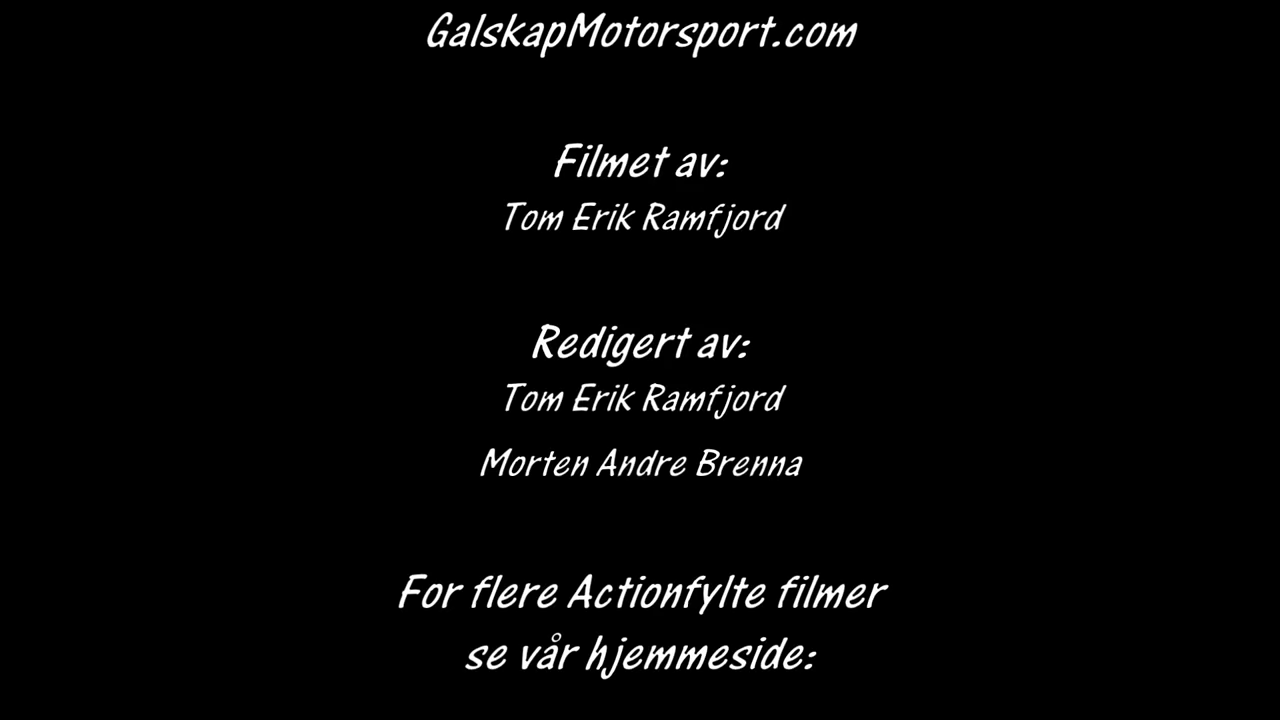 GalskapMotorsport.com
Filmet av:
Tom Erik Ramfjord
Redigert av:
Tom Erik Ramfjord
Morten Andre Brenna
For flere Actionfylte filmer
se vår hjemmeside: